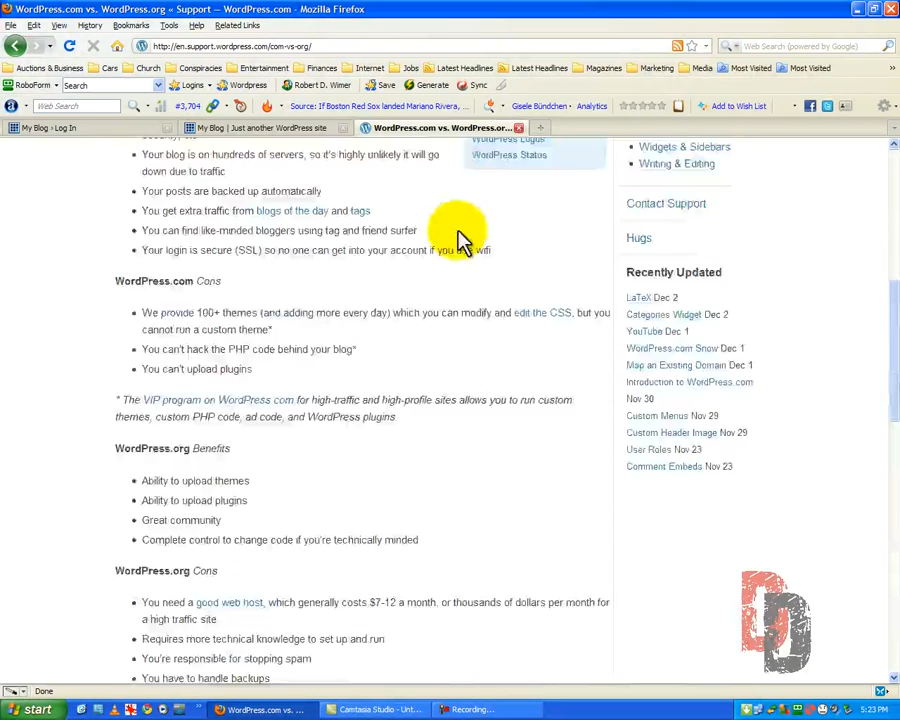 WordPress.com vs. WordPress.org « Support — WordPress.com - Mozilla Firefox
File Edit View History Bookmarks Tools Help Related Links
http://en.support.wordpress.com/com-vs-org/
Web Search (powered by Google)
Auctions & Business Cars Church Conspiracies Entertainment Finances Internet Jobs Latest Headlines Latest Headlines Magazines Marketing Media Most Visited Most Visited
RoboForm Search Logins Wordpress Robert D. Wimer Save Generate Sync
Web Search #3,704 Source: If Boston Red Sox landed Mariano Rivera, ... Gisele Bündchen Analytics Add to Wish List
My Blog › Log In
My Blog | Just another WordPress site
WordPress.com vs. WordPress.or...
WordPress Logos
WordPress Status
Your blog is on hundreds of servers, so it's highly unlikely it will go
down due to traffic
Your posts are backed up automatically
You get extra traffic from blogs of the day and tags
You can find like-minded bloggers using tag and friend surfer
Your login is secure (SSL) so no one can get into your account if you use wifi
WordPress.com Cons
We provide 100+ themes (and adding more every day) which you can modify and edit the CSS, but you
cannot run a custom theme*
You can't hack the PHP code behind your blog*
You can't upload plugins
* The VIP program on WordPress.com for high-traffic and high-profile sites allows you to run custom
themes, custom PHP code, ad code, and WordPress plugins
WordPress.org Benefits
Ability to upload themes
Ability to upload plugins
Great community
Complete control to change code if you're technically minded
WordPress.org Cons
You need a good web host, which generally costs $7-12 a month, or thousands of dollars per month for
a high traffic site
Requires more technical knowledge to set up and run
You're responsible for stopping spam
You have to handle backups
Widgets & Sidebars
Writing & Editing
Contact Support
Hugs
Recently Updated
LaTeX Dec 2
Categories Widget Dec 2
YouTube Dec 1
WordPress.com Snow Dec 1
Map an Existing Domain Dec 1
Introduction to WordPress.com
Nov 30
Custom Menus Nov 29
Custom Header Image Nov 29
User Roles Nov 23
Comment Embeds Nov 23
DD
Done
start
WordPress.com vs. ...
Camtasia Studio - Unt...
Recording...
5:23 PM